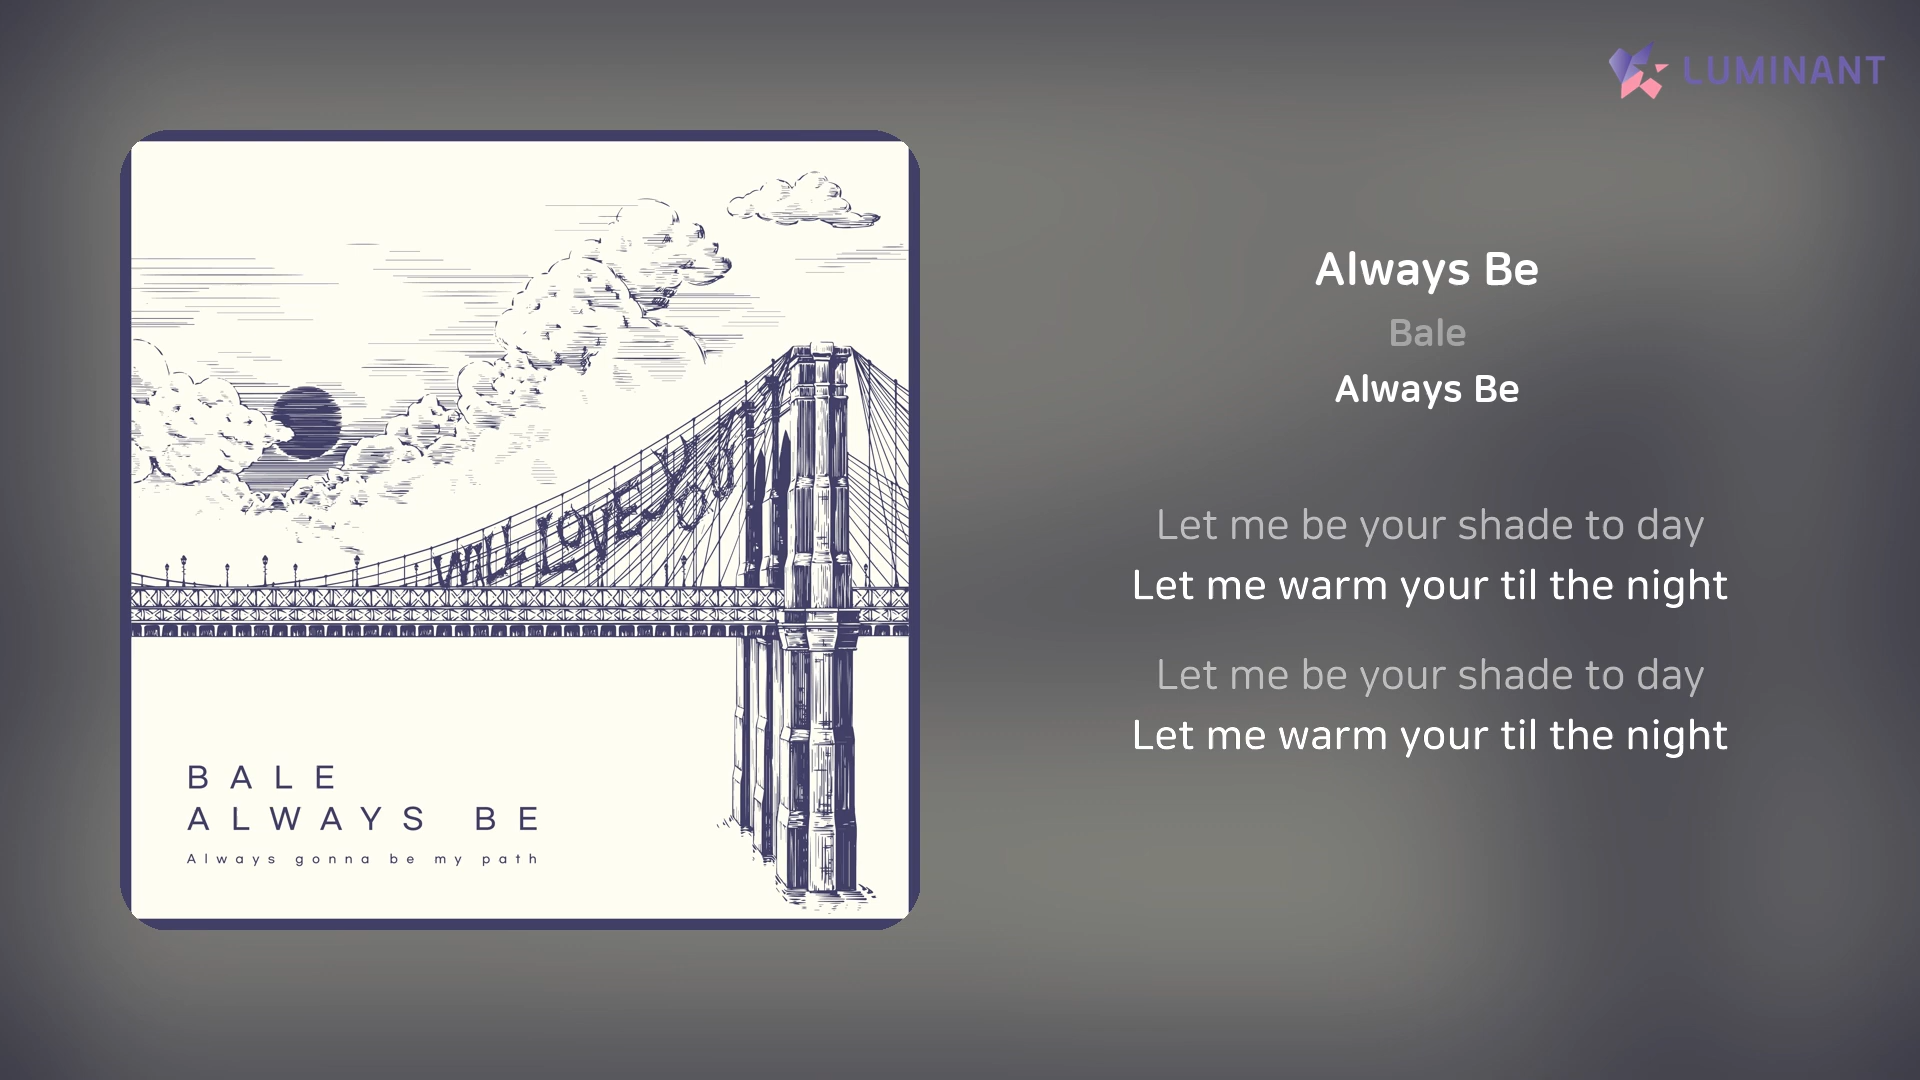 LUMINANT
WILL LOVE YOU
BALE
ALWAYS BE
Always gonna be my path
Always Be
Bale
Always Be
Let me be your shade to day
Let me warm your til the night
Let me be your shade to day
Let me warm your til the night